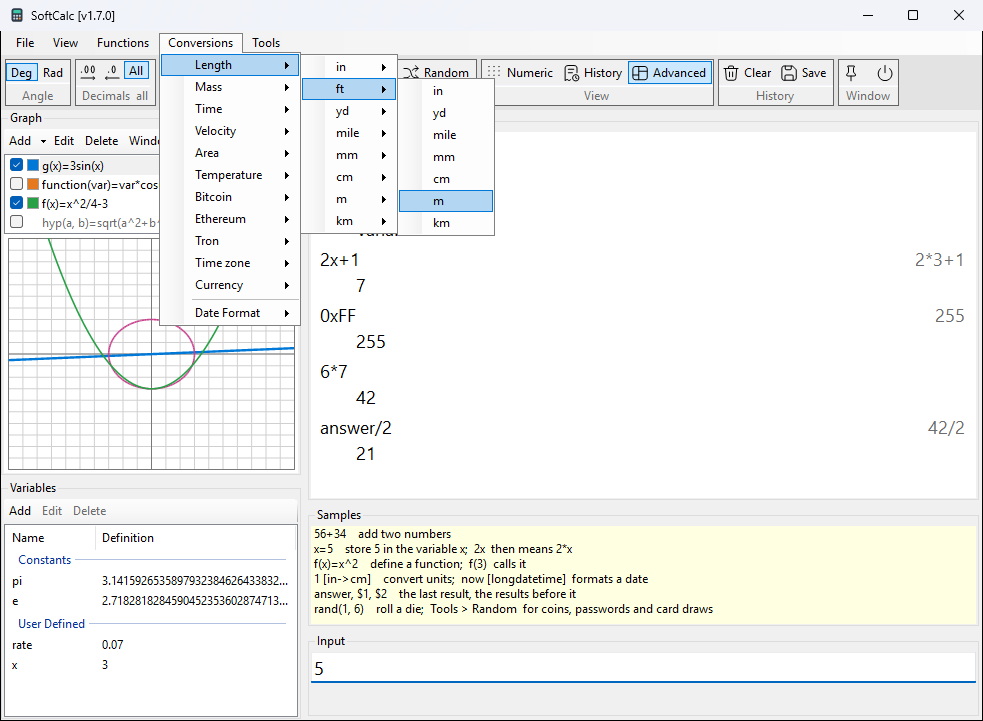 SoftCalc [v1.7.0]
File View Functions Conversions Tools
Deg Rad
Angle
.00 .0 All
Decimals all
Random
Numeric History Advanced
View
Clear Save
History
Window
Graph
Add Edit Delete
g(x)=3sin(x)
function(var)=var*cos
f(x)=x^2/4-3
hyp(a, b)=sqrt(a^2+b^
Length
Mass
Time
Velocity
Area
Temperature
Bitcoin
Ethereum
Tron
Time zone
Currency
Date Format
in
ft
yd
mile
mm
cm
m
km
in
yd
mile
mm
cm
m
km
2x+1 2*3+1
7
0xFF 255
255
6*7
42
answer/2 42/2
21
Variables
Add Edit Delete
Name Definition
Constants
pi 3.1415926535897932384626433832...
e 2.7182818284590452353602874713...
User Defined
rate 0.07
x 3
Samples
56+34 add two numbers
x=5 store 5 in the variable x; 2x then means 2*x
f(x)=x^2 define a function; f(3) calls it
1 [in->cm] convert units; now [longdatetime] formats a date
answer, $1, $2 the last result, the results before it
rand(1, 6) roll a die; Tools > Random for coins, passwords and card draws
Input
5